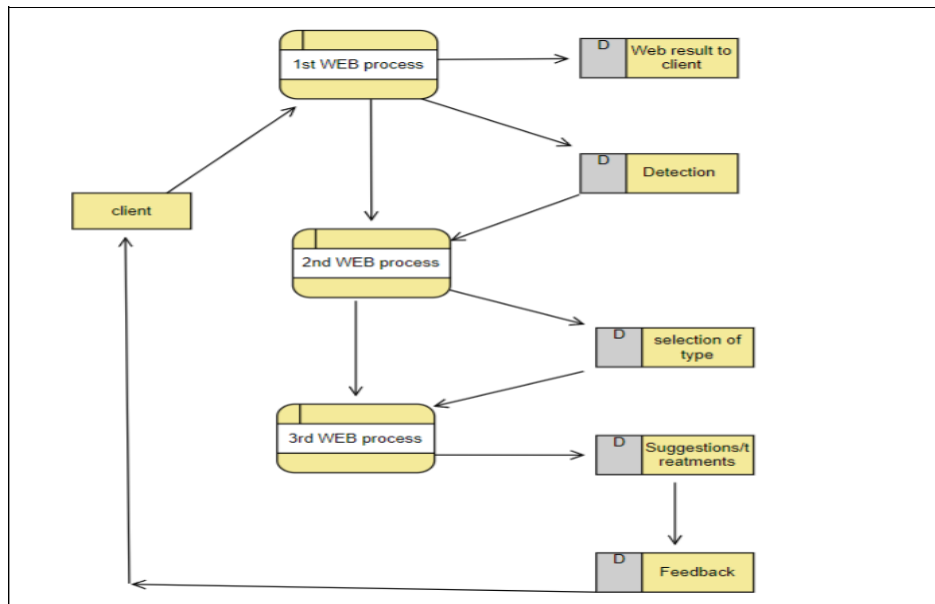 1st WEB process
D
Web result to
client
D
Detection
client
2nd WEB process
D
selection of
type
3rd WEB process
D
Suggestions/t
reatments
D
Feedback